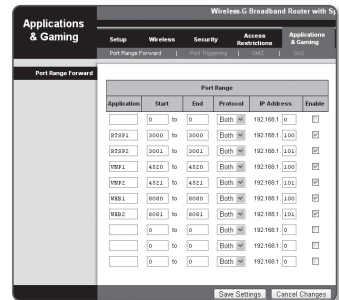 Wireless-G Broadband Router with Sp
Applications & Gaming
Setup Wireless Security Access Restrictions Applications & Gaming
Port Range Forward | Port Triggering | DMZ | QoS
Port Range Forward
Port Range
Application Start End Protocol IP Address Enable
0 to 0 Both 192.168.1. 0
RTSP1 3000 to 3000 Both 192.168.1. 100
RTSP2 3001 to 3001 Both 192.168.1. 101
VNP1 4520 to 4520 Both 192.168.1. 100
VNP2 4521 to 4521 Both 192.168.1. 101
WEB1 8080 to 8080 Both 192.168.1. 100
WEB2 8081 to 8081 Both 192.168.1. 101
0 to 0 Both 192.168.1. 0
0 to 0 Both 192.168.1. 0
0 to 0 Both 192.168.1. 0
Save Settings Cancel Changes